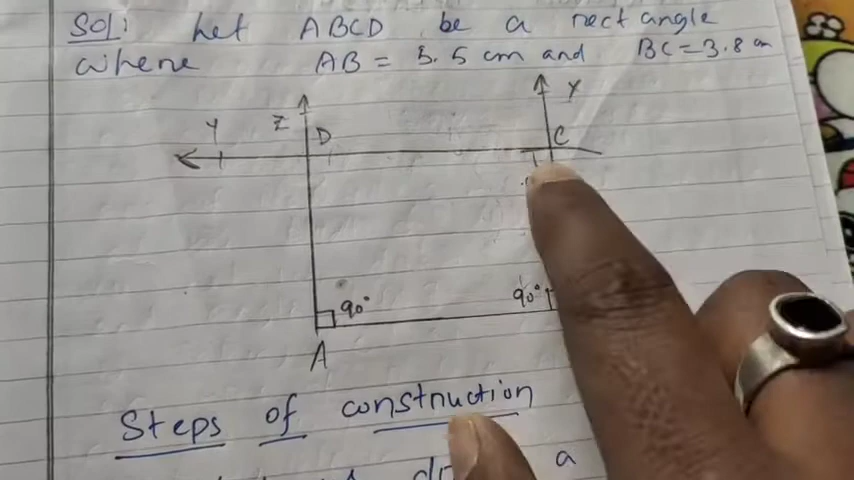 Sol: Let ABCD be a rectangle
where AB = 5.5 cm and BC = 3.8 cm
Y
Y Z D C
90° 90°
A
Steps of construction
a